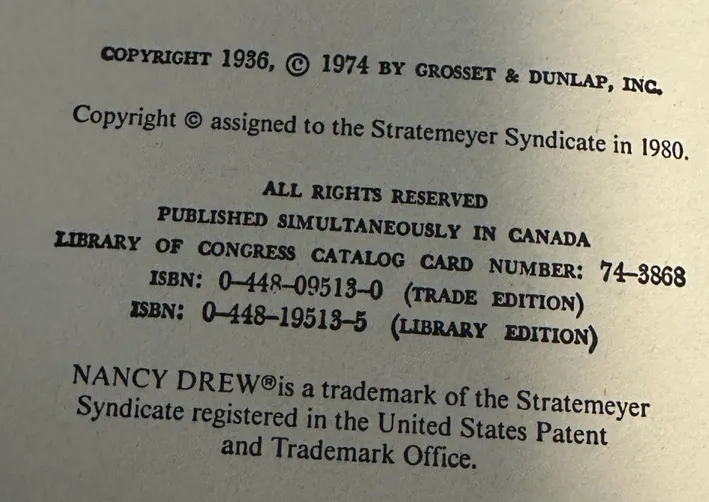 COPYRIGHT 1936, © 1974 BY GROSSET & DUNLAP, INC.
Copyright © assigned to the Stratemeyer Syndicate in 1980.
ALL RIGHTS RESERVED
PUBLISHED SIMULTANEOUSLY IN CANADA
LIBRARY OF CONGRESS CATALOG CARD NUMBER: 74–3868
ISBN: 0–448–09513–0 (TRADE EDITION)
ISBN: 0–448–19513–5 (LIBRARY EDITION)
NANCY DREW®is a trademark of the Stratemeyer
Syndicate registered in the United States Patent
and Trademark Office.